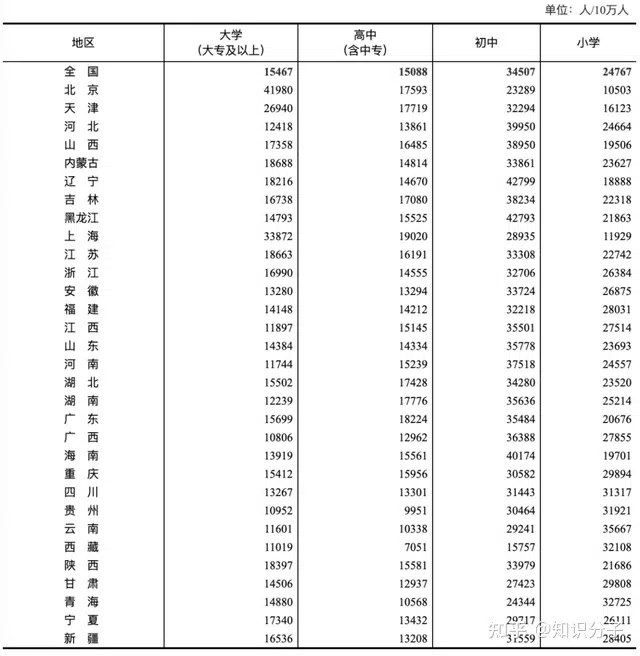 单位：人/10万人
地区 大学 （大专及以上） 高中 （含中专） 初中 小学
全国 15467 15088 34507 24767
北京 41980 17593 23289 10503
天津 26940 17719 32294 16123
河北 12418 13861 39950 24664
山西 17358 16485 38950 19506
内蒙古 18688 14814 33861 23627
辽宁 18216 14670 42799 18888
吉林 16738 17080 38234 22318
黑龙江 14793 15525 42793 21863
上海 33872 19020 28935 11929
江苏 18663 16191 33308 22742
浙江 16990 14555 32706 26384
安徽 13280 13294 33724 26875
福建 14148 14212 32218 28031
江西 11897 15145 35501 27514
山东 14384 14334 35778 23693
河南 11744 15239 37518 24557
湖北 15502 17428 34280 23520
湖南 12239 17776 35636 25214
广东 15699 18224 35484 20676
广西 10806 12962 36388 27855
海南 13919 15561 40174 19701
重庆 15412 15956 30582 29894
四川 13267 13301 31443 31317
贵州 10952 9951 30464 31921
云南 11601 10338 29241 35667
西藏 11019 7051 15757 32108
陕西 18397 15581 33979 21686
甘肃 14506 12937 27423 29808
青海 14880 10568 24344 32725
宁夏 17340 13432 29717 26111
新疆 16536 13208 31559 28405
知乎 @知识分子